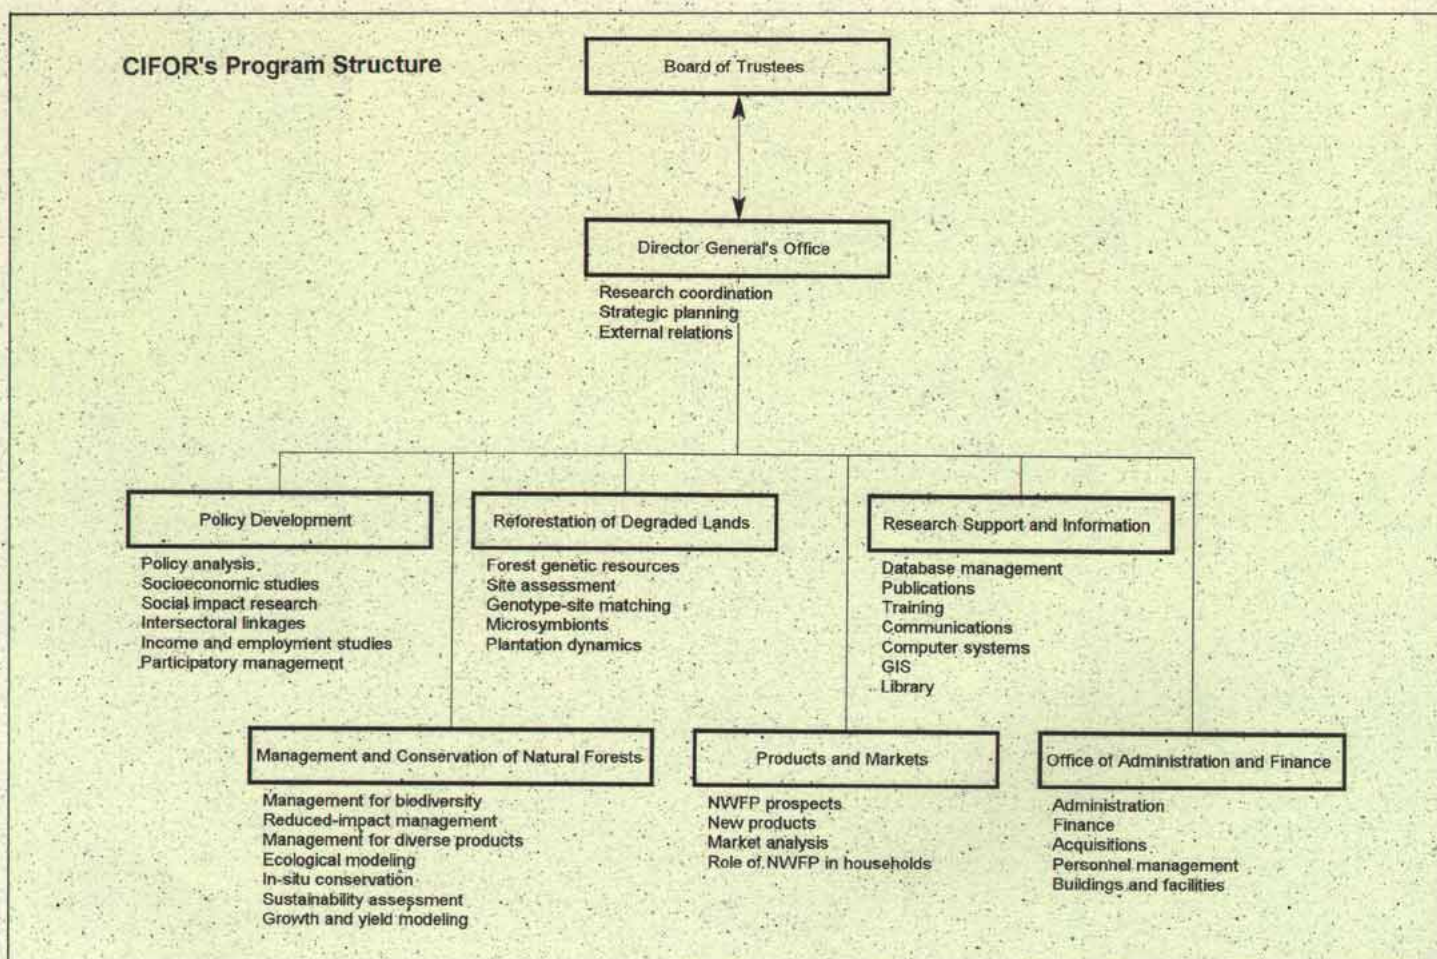 CIFOR's Program Structure
Board of Trustees
Director General's Office
Research coordination
Strategic planning
External relations
Policy Development
Policy analysis
Socioeconomic studies
Social impact research
Intersectoral linkages
Income and employment studies
Participatory management
Reforestation of Degraded Lands
Forest genetic resources
Site assessment
Genotype-site matching
Microsymbionts
Plantation dynamics
Research Support and Information
Database management
Publications
Training
Communications
Computer systems
GIS
Library
Management and Conservation of Natural Forests
Management for biodiversity
Reduced-impact management
Management for diverse products
Ecological modeling
In-situ conservation
Sustainability assessment
Growth and yield modeling
Products and Markets
NWFP prospects
New products
Market analysis
Role of NWFP in households
Office of Administration and Finance
Administration
Finance
Acquisitions
Personnel management
Buildings and facilities